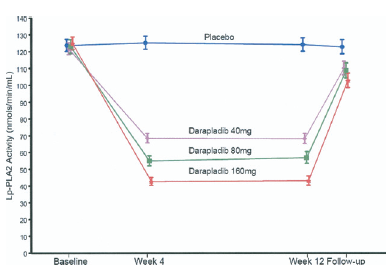 Lp-PLA2 Activity (nmols/min/mL)
140
130
120
110
100
90
80
70
60
50
40
30
20
10
0
Placebo
Darapladib 40mg
Darapladib 80mg
Darapladib 160mg
Baseline Week 4 Week 12 Follow-up